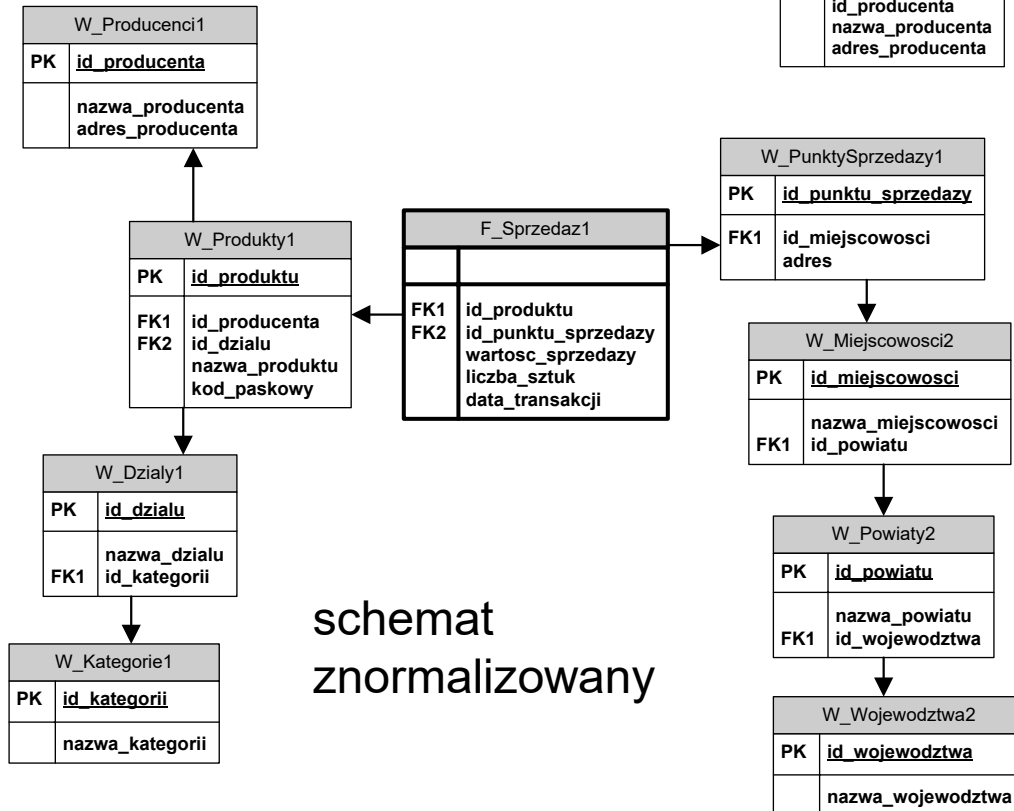 id_producenta
nazwa_producenta
adres_producenta
W_Producenci1
PK id_producenta
nazwa_producenta
adres_producenta
W_PunktySprzedazy1
PK id_punktu_sprzedazy
FK1 id_miejscowosci
adres
W_Produkty1
PK id_produktu
FK1 id_producenta
FK2 id_dzialu
nazwa_produktu
kod_paskowy
F_Sprzedaz1
FK1 id_produktu
FK2 id_punktu_sprzedazy
wartosc_sprzedazy
liczba_sztuk
data_transakcji
W_Miejscowosci2
PK id_miejscowosci
nazwa_miejscowosci
FK1 id_powiatu
W_Dzialy1
PK id_dzialu
nazwa_dzialu
FK1 id_kategorii
W_Powiaty2
PK id_powiatu
nazwa_powiatu
FK1 id_wojewodztwa
schemat
znormalizowany
W_Kategorie1
PK id_kategorii
nazwa_kategorii
W_Wojewodztwa2
PK id_wojewodztwa
nazwa_wojewodztwa